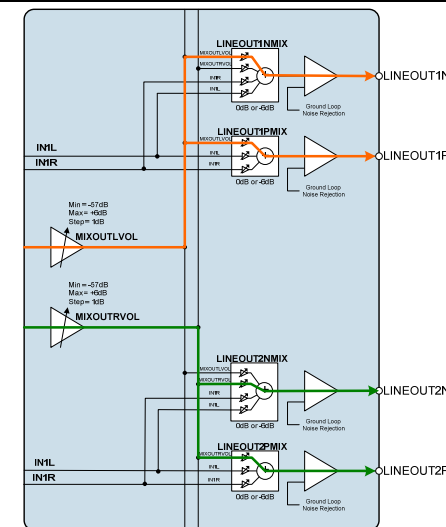 LINEOUT1NMIX
MIXOUTLVOL
MIXOUTRVOL
IN1R
IN1L
0dB or -6dB
Ground Loop
Noise Rejection
LINEOUT1N
LINEOUT1PMIX
MIXOUTLVOL
IN1L
IN1R
0dB or -6dB
Ground Loop
Noise Rejection
LINEOUT1P
IN1L
IN1R
Min = -57dB
Max = +6dB
Step = 1dB
MIXOUTLVOL
Min = -57dB
Max = +6dB
Step = 1dB
MIXOUTRVOL
LINEOUT2NMIX
MIXOUTLVOL
MIXOUTRVOL
IN1R
IN1L
0dB or -6dB
Ground Loop
Noise Rejection
LINEOUT2N
LINEOUT2PMIX
MIXOUTRVOL
IN1L
IN1R
0dB or -6dB
Ground Loop
Noise Rejection
LINEOUT2P
IN1L
IN1R